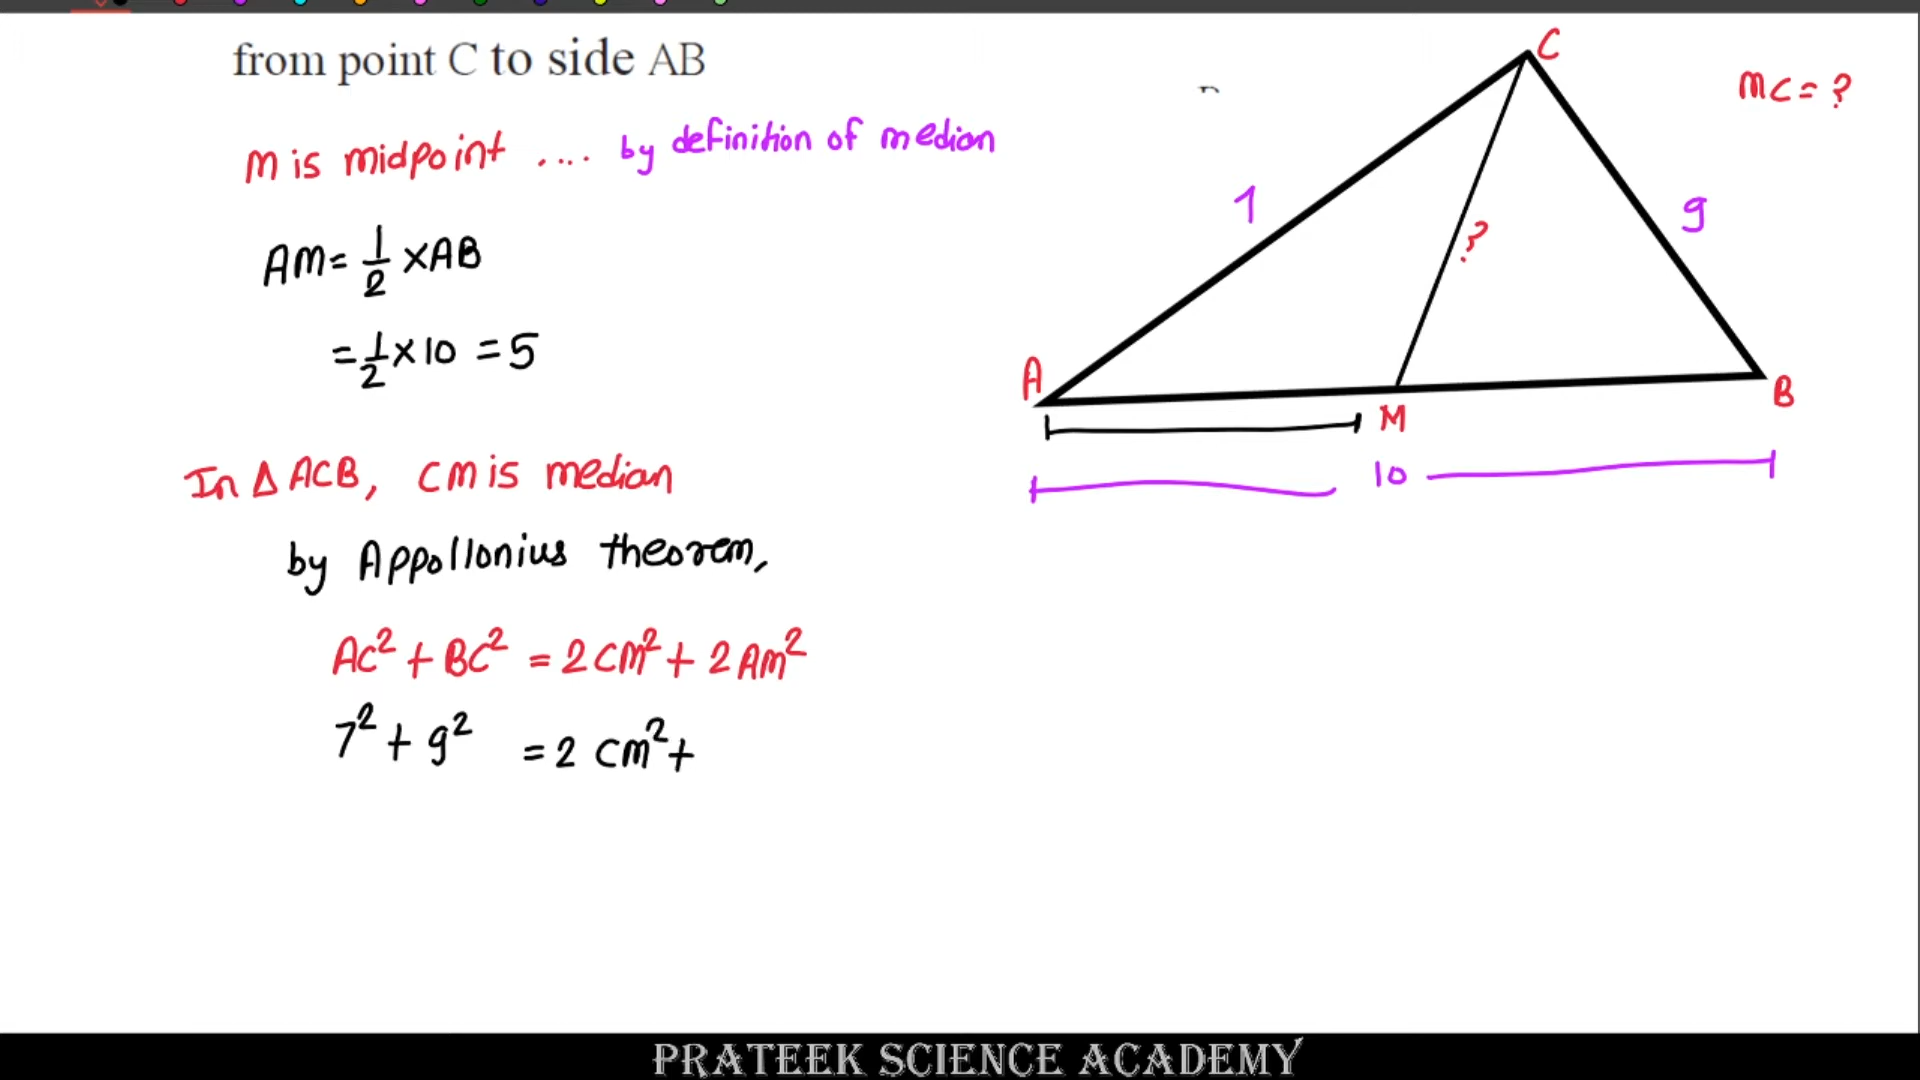 from point C to side AB
M is midpoint .... by definition of median
AM = 1/2 × AB
= 1/2 × 10 = 5
In Δ ACB, CM is median
by Appollonius theorem,
AC² + BC² = 2CM² + 2AM²
7² + 9² = 2 CM² +
C
MC = ?
7
9
?
A
M
B
10
PRATEEK SCIENCE ACADEMY